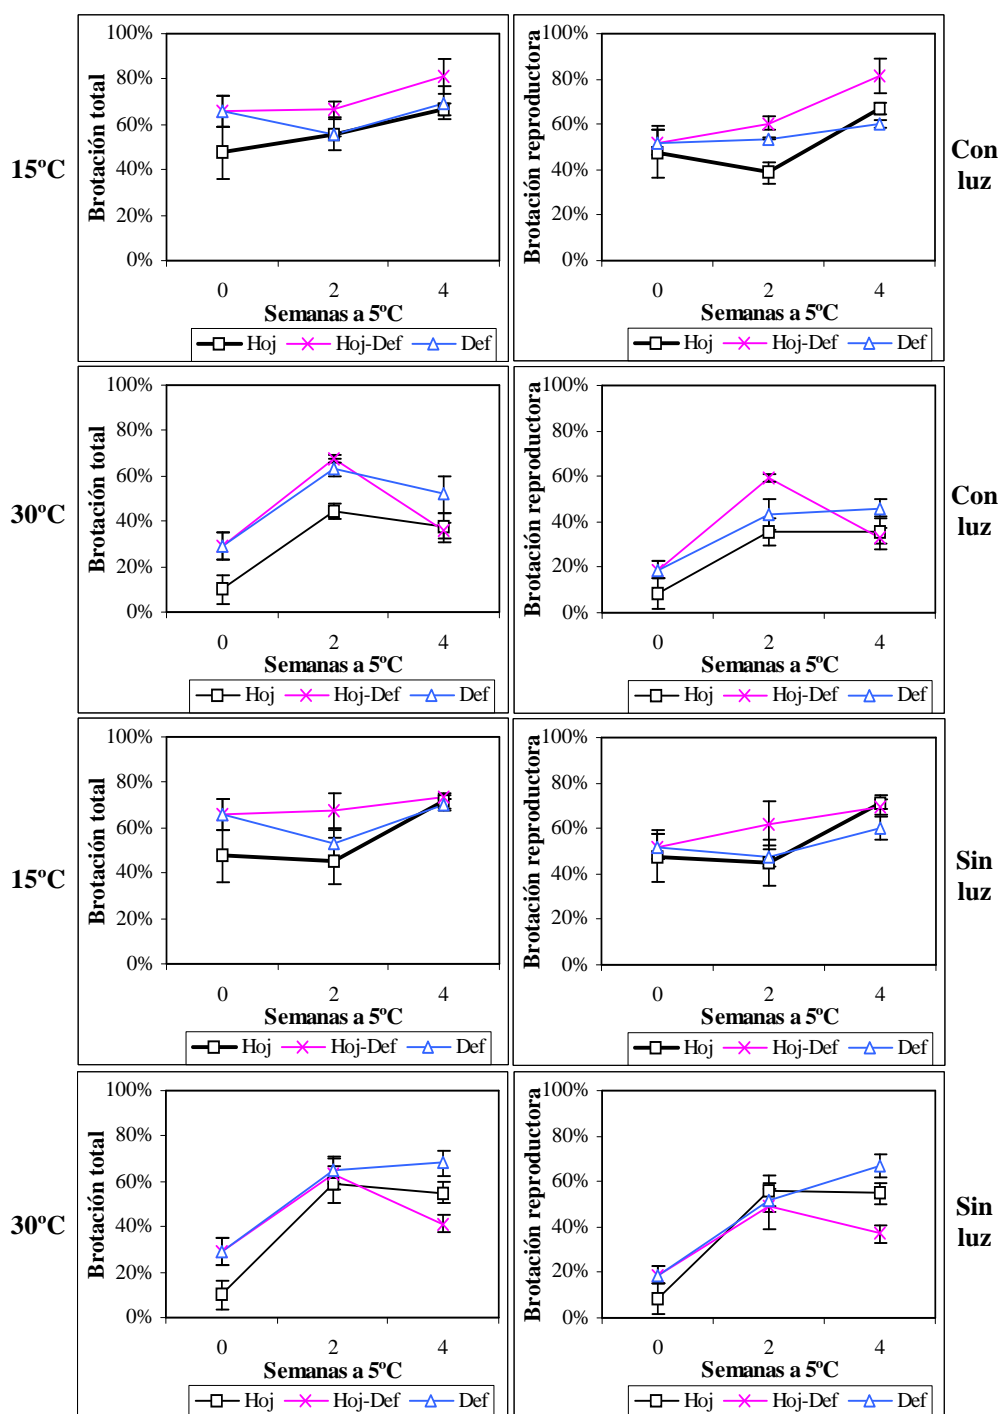 100%
80%
60%
40%
20%
0%
Brotación total
0 2 4
Semanas a 5ºC
Hoj Hoj-Def Def
15ºC
100%
80%
60%
40%
20%
0%
Brotación reproductora
0 2 4
Semanas a 5ºC
Hoj Hoj-Def Def
Con
luz
100%
80%
60%
40%
20%
0%
Brotación total
0 2 4
Semanas a 5ºC
Hoj Hoj-Def Def
30ºC
100%
80%
60%
40%
20%
0%
Brotación reproductora
0 2 4
Semanas a 5ºC
Hoj Hoj-Def Def
Con
luz
100%
80%
60%
40%
20%
0%
Brotación total
0 2 4
Semanas a 5ºC
Hoj Hoj-Def Def
15ºC
100%
80%
60%
40%
20%
0%
Brotación reproductora
0 2 4
Semanas a 5ºC
Hoj Hoj-Def Def
Sin
luz
100%
80%
60%
40%
20%
0%
Brotación total
0 2 4
Semanas a 5ºC
Hoj Hoj-Def Def
30ºC
100%
80%
60%
40%
20%
0%
Brotación reproductora
0 2 4
Semanas a 5ºC
Hoj Hoj-Def Def
Sin
luz